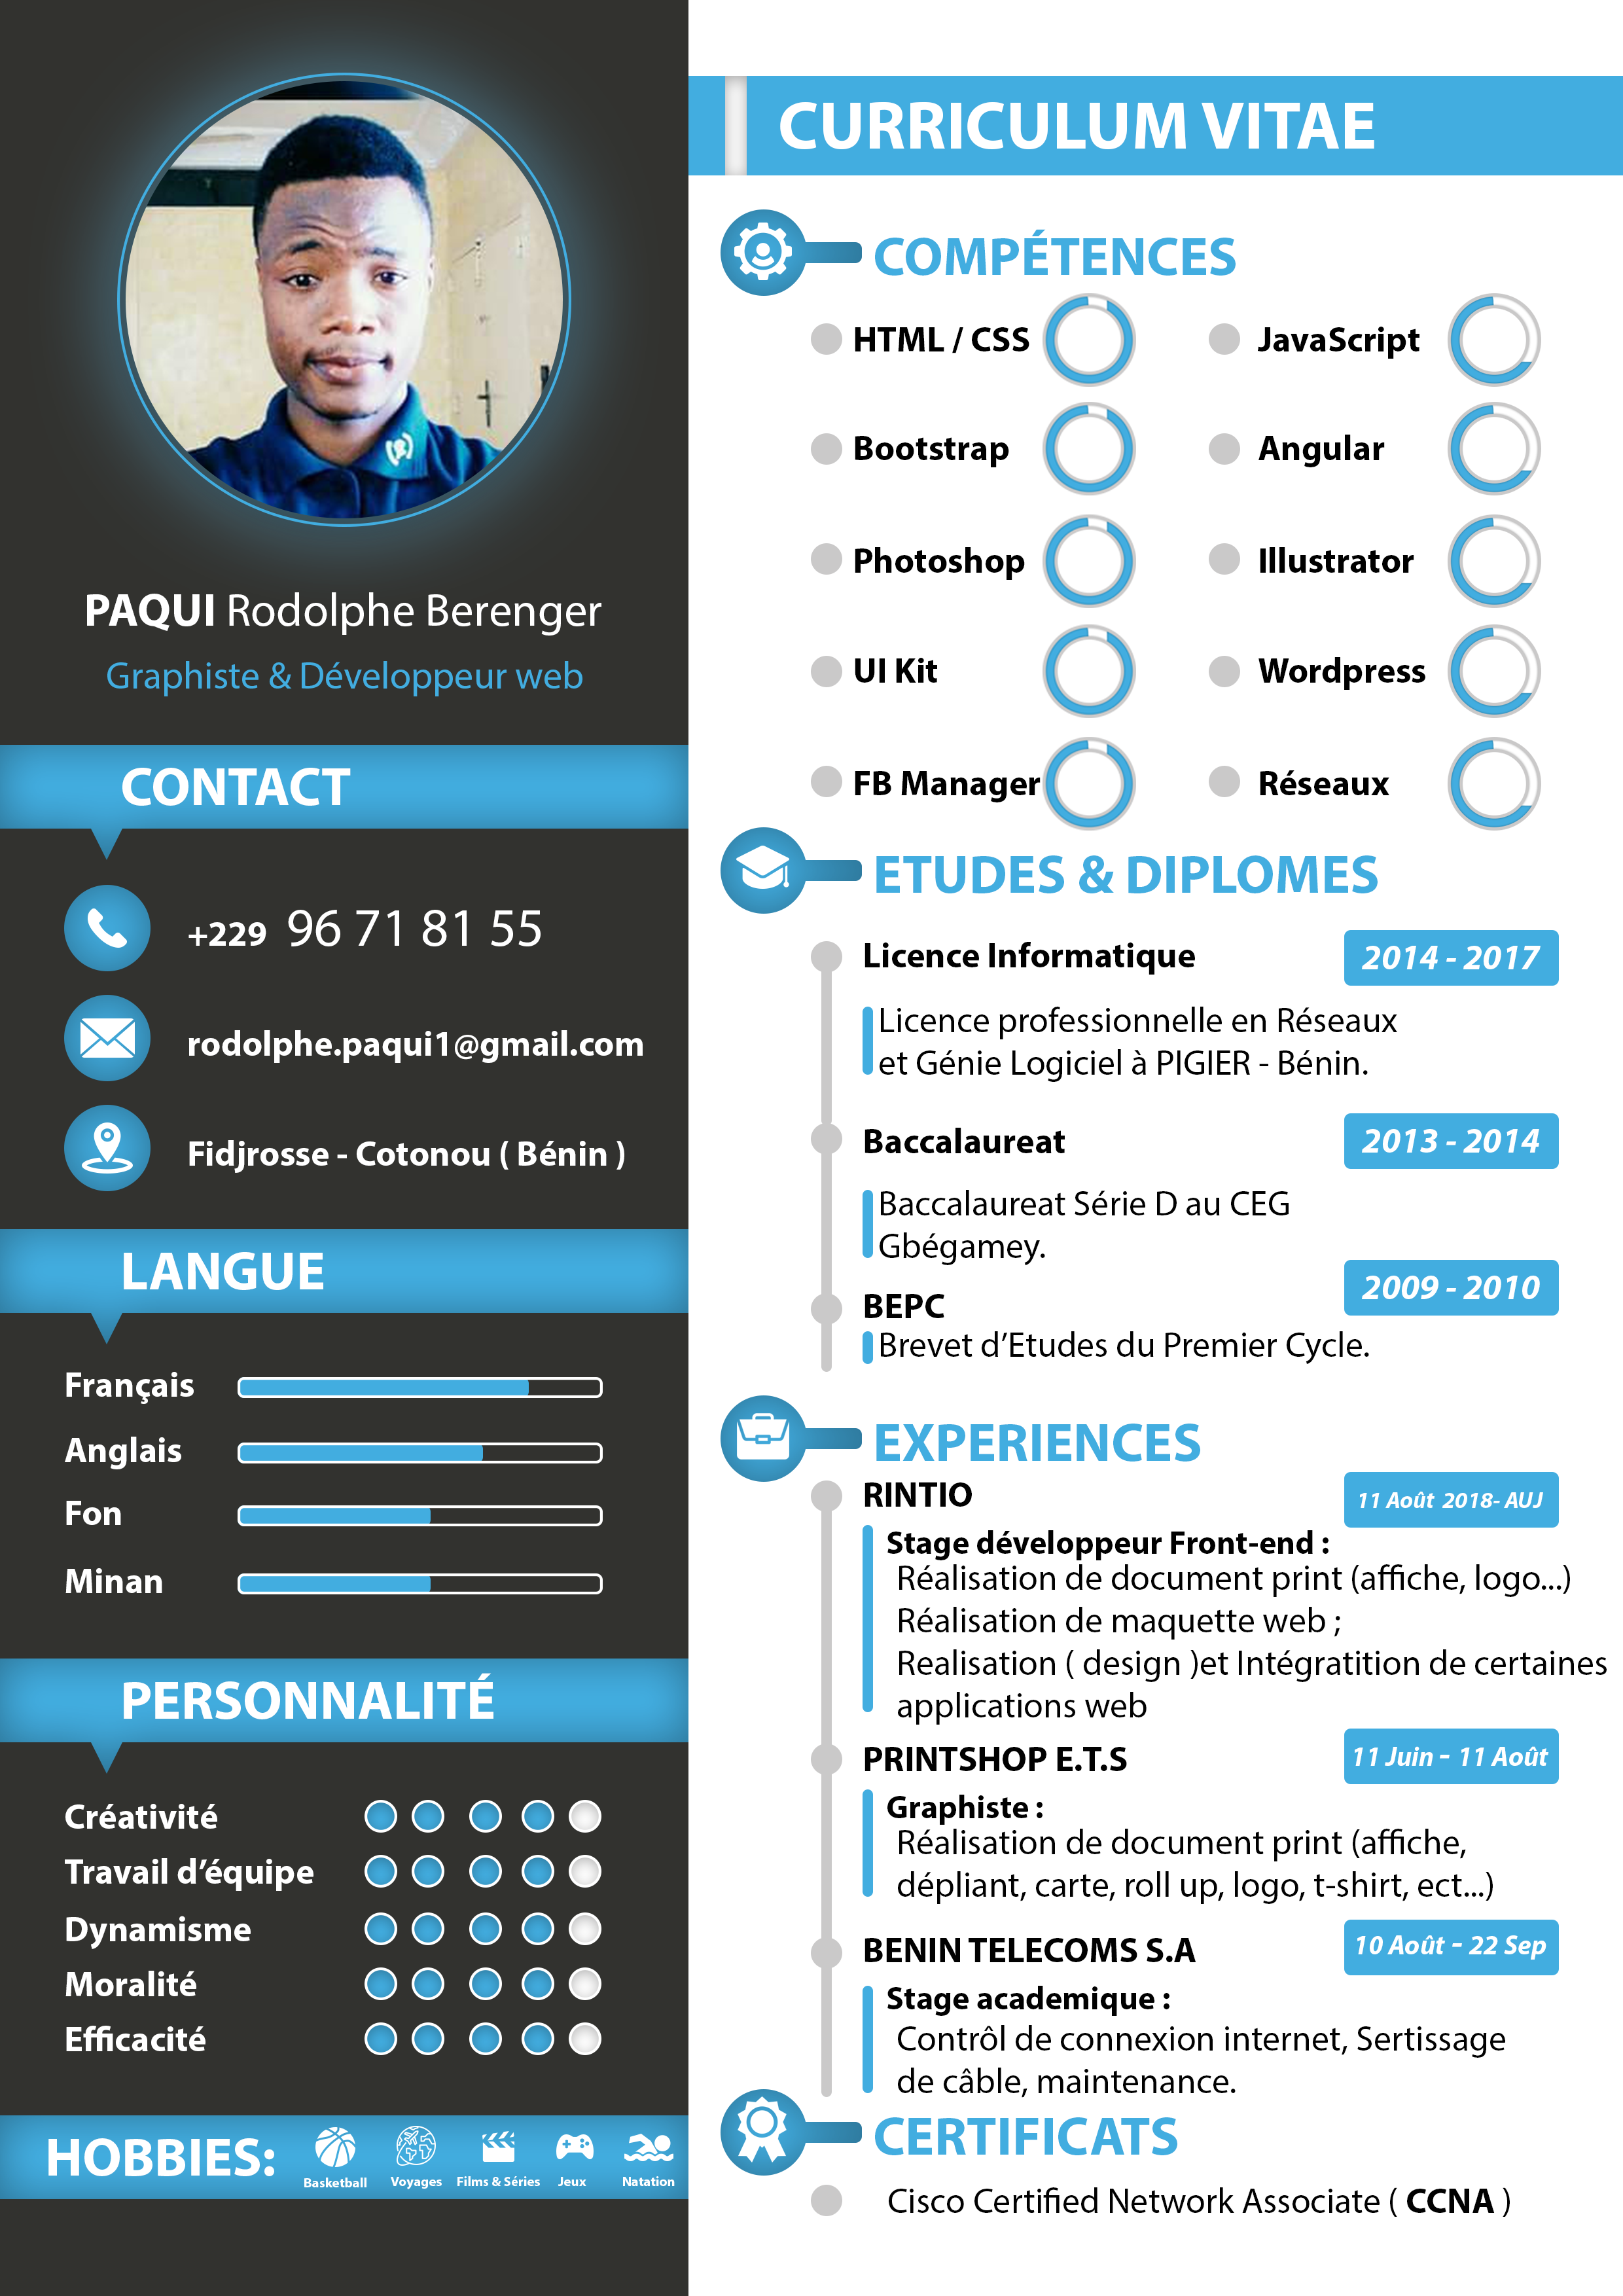 PAQUI Rodolphe Berenger
Graphiste & Développeur web
CONTACT
+229 96 71 81 55
rodolphe.paqui1@gmail.com
Fidjrosse - Cotonou ( Bénin )
LANGUE
Français
Anglais
Fon
Minan
PERSONNALITÉ
Créativité
Travail d’équipe
Dynamisme
Moralité
Efficacité
HOBBIES:
Basketball
Voyages
Films & Séries
Jeux
Natation
CURRICULUM VITAE
COMPÉTENCES
HTML / CSS
JavaScript
Bootstrap
Angular
Photoshop
Illustrator
UI Kit
Wordpress
FB Manager
Réseaux
ETUDES & DIPLOMES
Licence Informatique
2014 - 2017
Licence professionnelle en Réseaux
et Génie Logiciel à PIGIER - Bénin.
Baccalaureat
2013 - 2014
Baccalaureat Série D au CEG
Gbégamey.
2009 - 2010
BEPC
Brevet d’Etudes du Premier Cycle.
EXPERIENCES
RINTIO
11 Août 2018- AUJ
Stage développeur Front-end :
Réalisation de document print (affiche, logo...)
Réalisation de maquette web ;
Realisation ( design )et Intégratition de certaines
applications web
PRINTSHOP E.T.S
11 Juin - 11 Août
Graphiste :
Réalisation de document print (affiche,
dépliant, carte, roll up, logo, t-shirt, ect...)
BENIN TELECOMS S.A
10 Août - 22 Sep
Stage academique :
Contrôl de connexion internet, Sertissage
de câble, maintenance.
CERTIFICATS
Cisco Certified Network Associate ( CCNA )